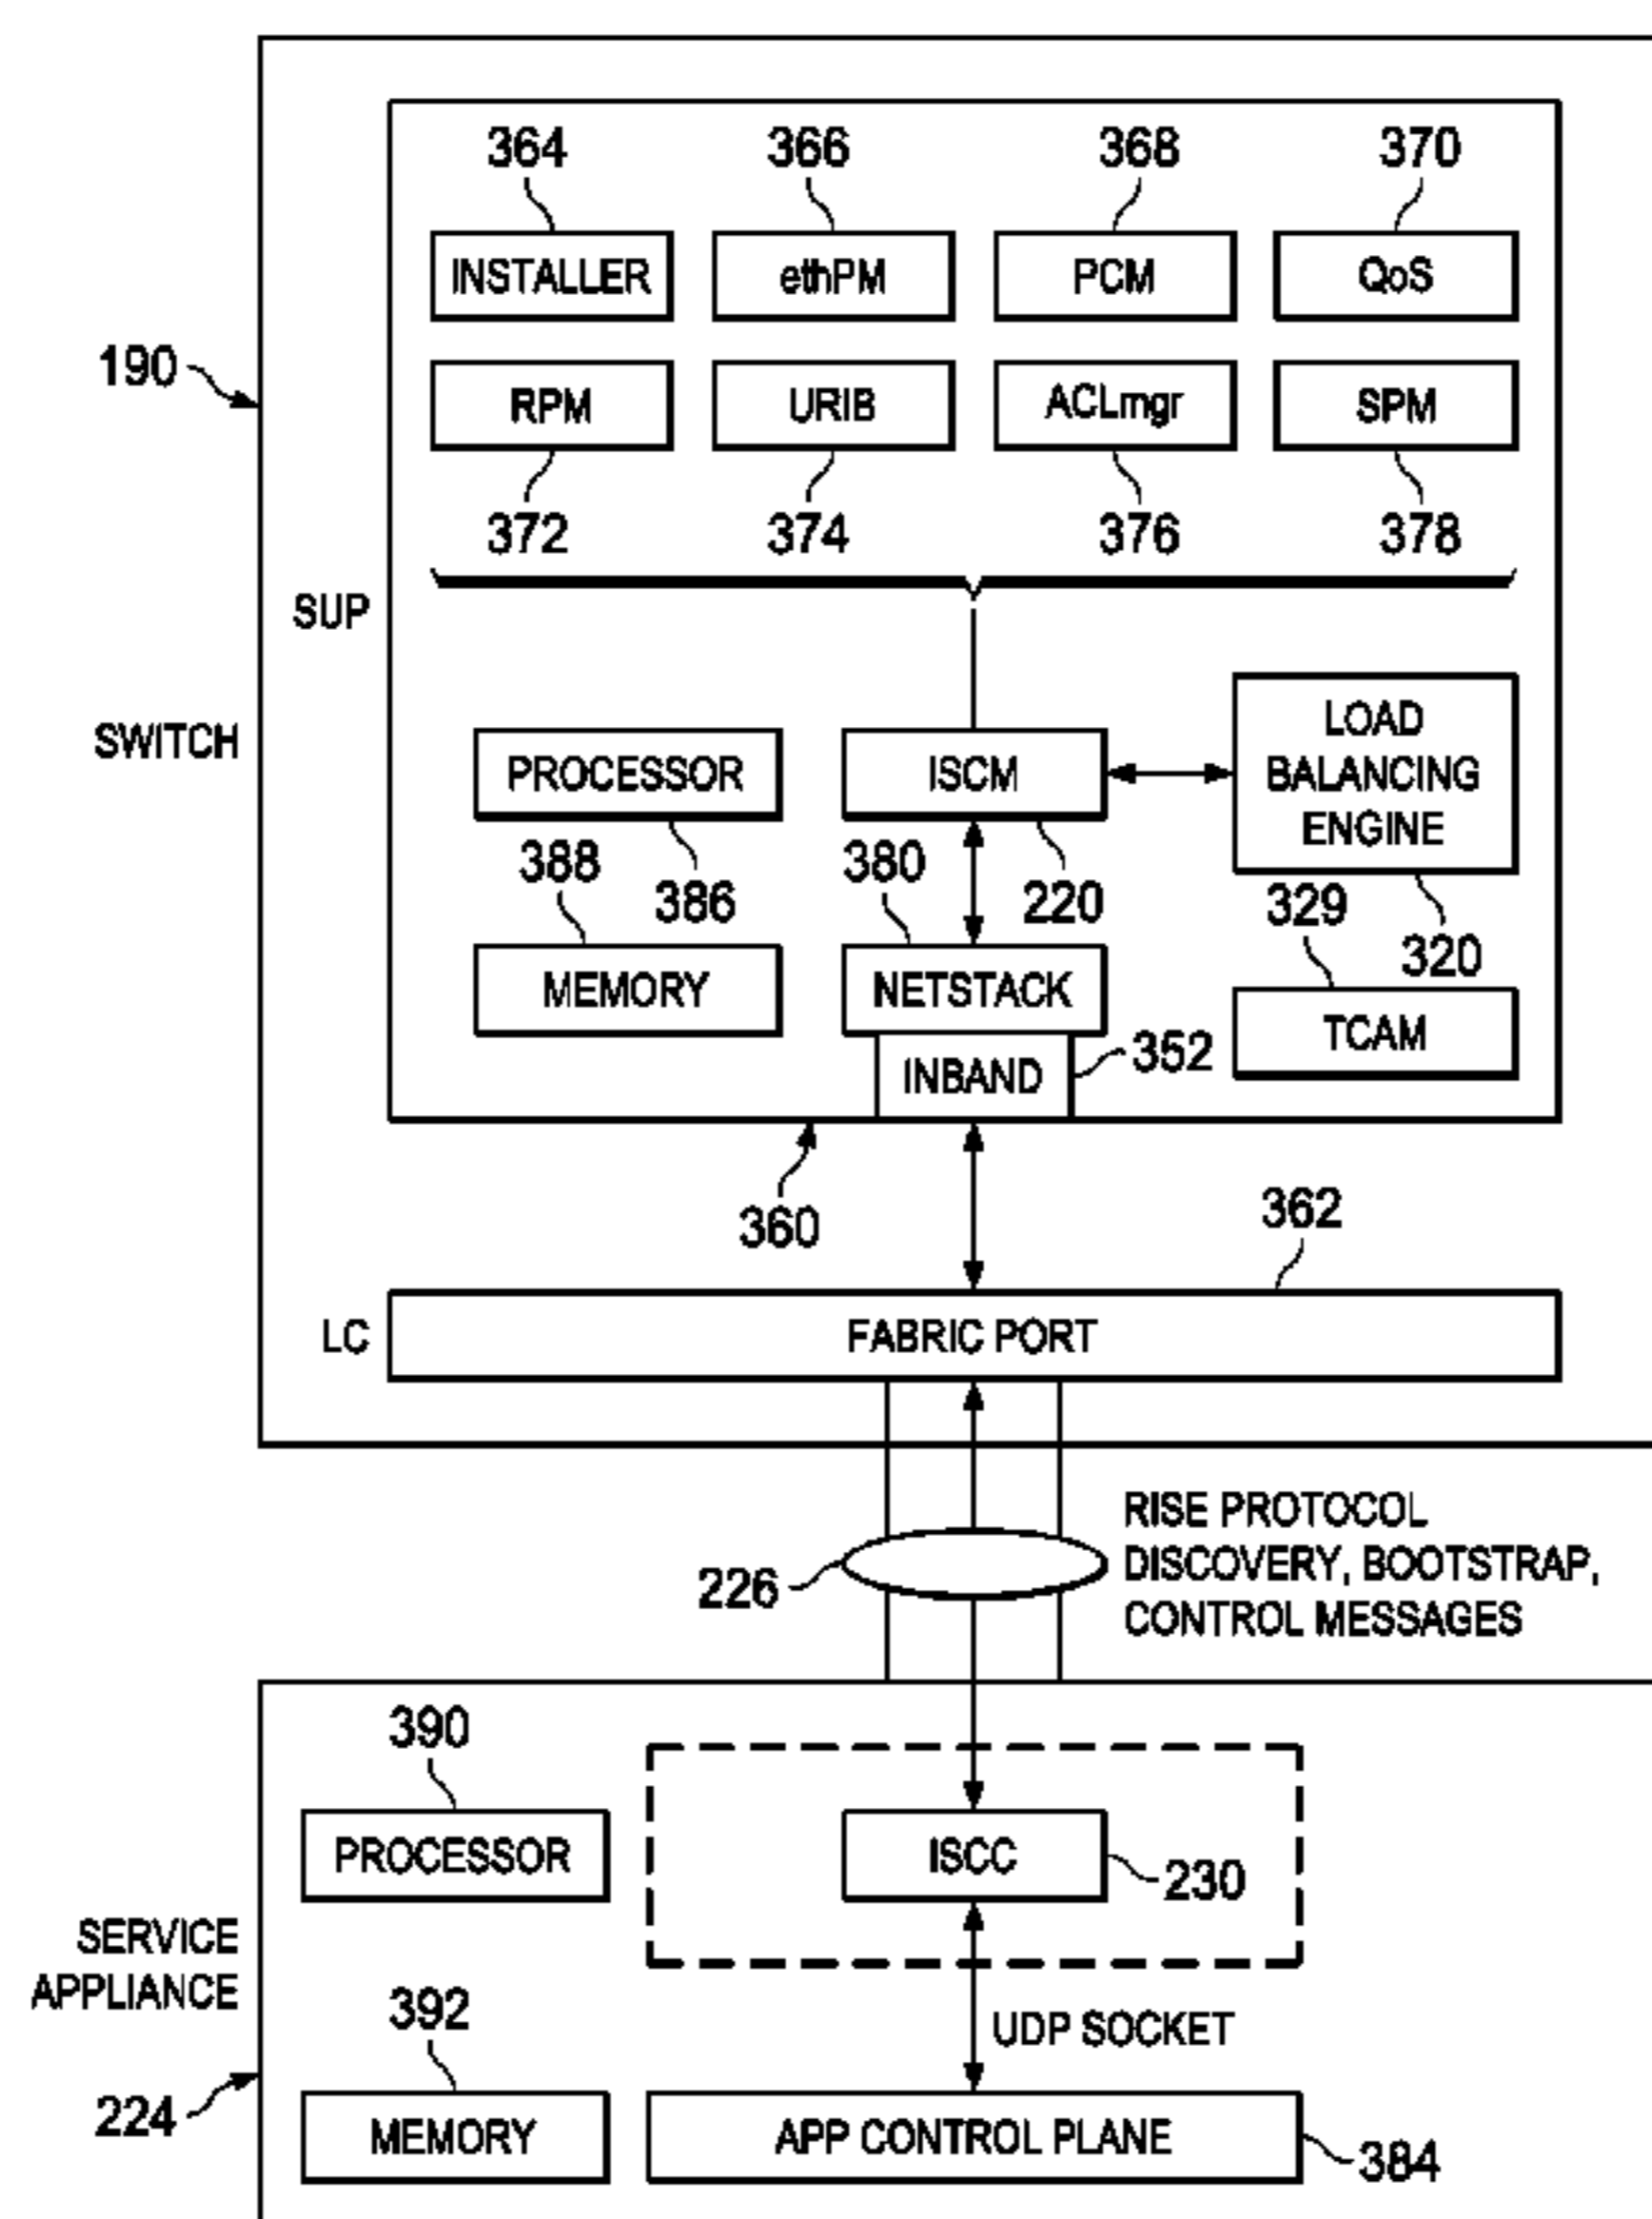 364 366 368 370
INSTALLER ethPM PCM QoS
190
RPM URIB ACLmgr SPM
372 374 376 378
SUP
SWITCH
LOAD
BALANCING
ENGINE
PROCESSOR ISCM
388 386 380 220 329 320
MEMORY NETSTACK TCAM
INBAND 352
360
362
LC FABRIC PORT
RISE PROTOCOL
DISCOVERY, BOOTSTRAP,
CONTROL MESSAGES
226
390
PROCESSOR ISCC 230
SERVICE
APPLIANCE
392
UDP SOCKET
224
MEMORY APP CONTROL PLANE
384